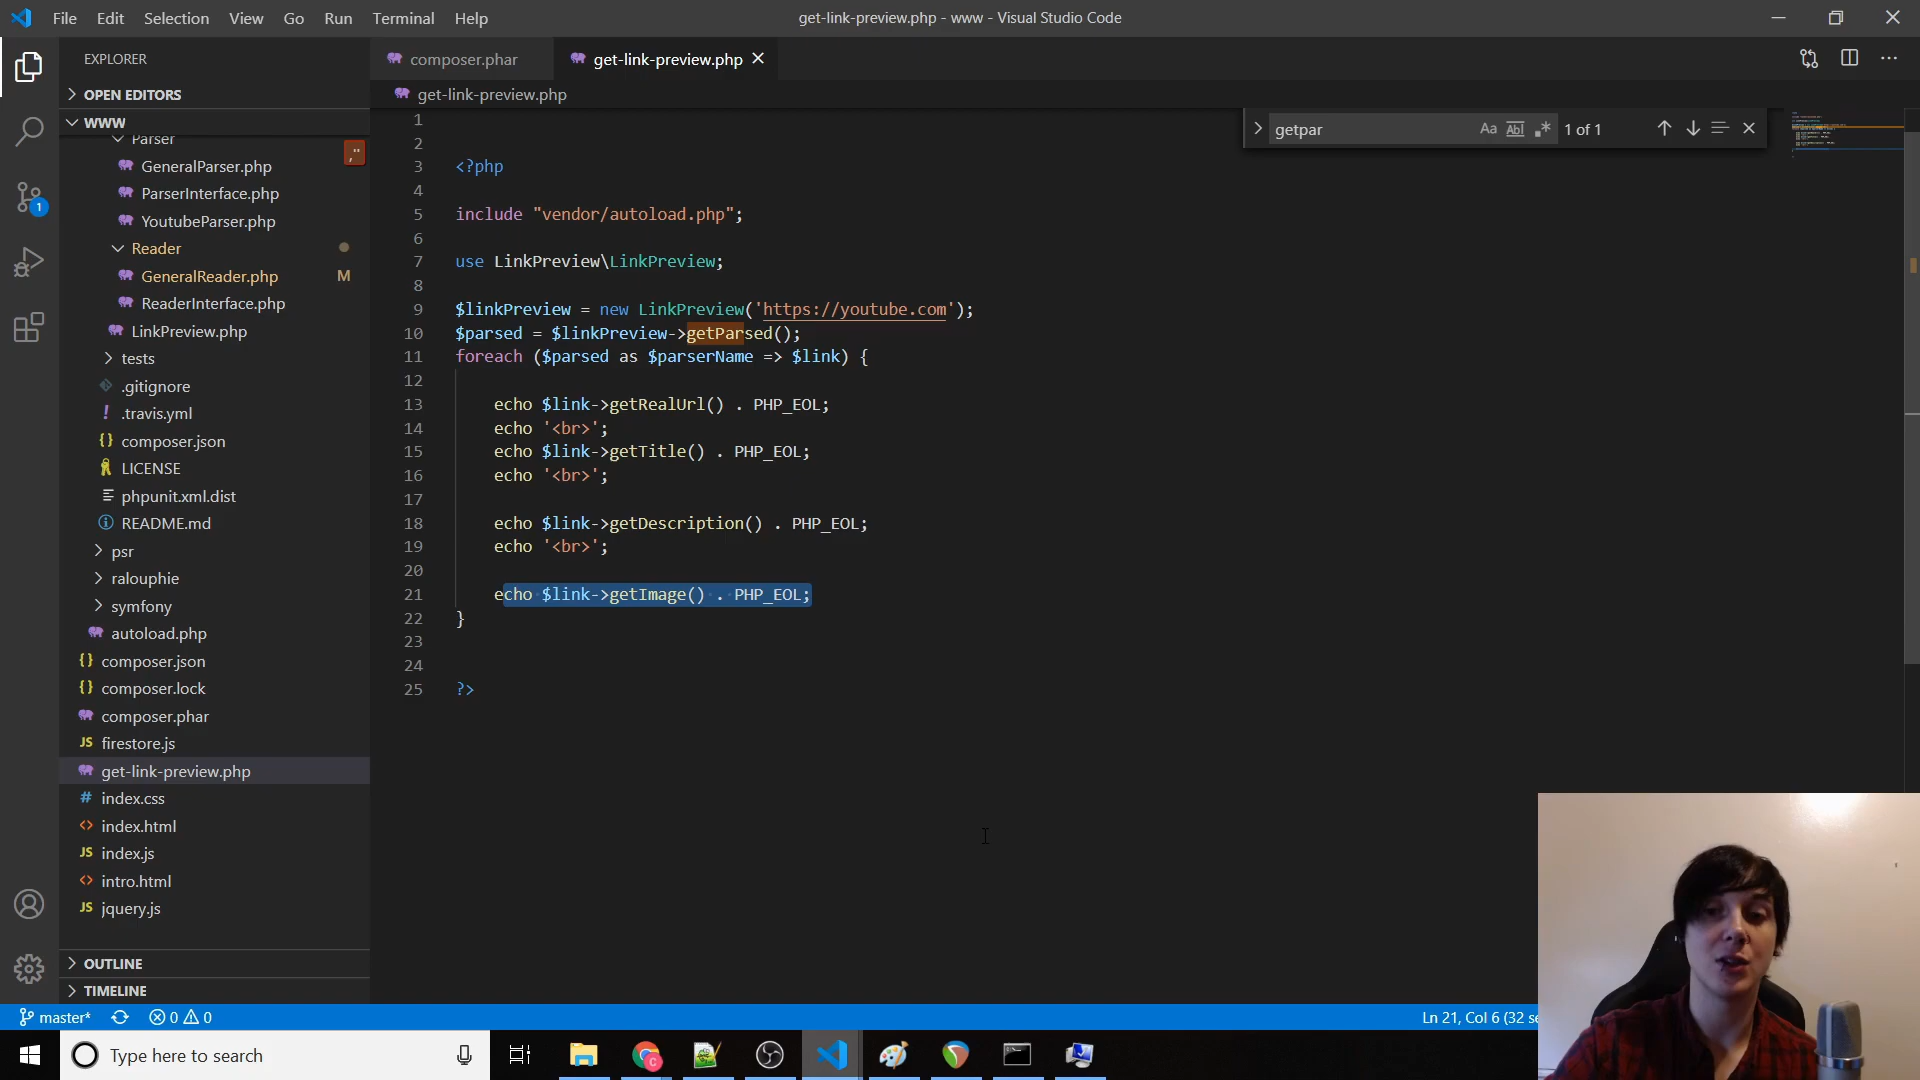 File Edit Selection View Go Run Terminal Help
get-link-preview.php - www - Visual Studio Code
EXPLORER
OPEN EDITORS
WWW
Parser
,"
GeneralParser.php
ParserInterface.php
YoutubeParser.php
Reader
GeneralReader.php M
ReaderInterface.php
LinkPreview.php
tests
.gitignore
! .travis.yml
{} composer.json
LICENSE
phpunit.xml.dist
README.md
psr
ralouphie
symfony
autoload.php
{} composer.json
{} composer.lock
composer.phar
JS firestore.js
get-link-preview.php
# index.css
<> index.html
JS index.js
<> intro.html
JS jquery.js
OUTLINE
TIMELINE
1
composer.phar
get-link-preview.php
get-link-preview.php
getpar Aa Abl .* 1 of 1
1
2
3 <?php
4
5 include "vendor/autoload.php";
6
7 use LinkPreview\LinkPreview;
8
9 $linkPreview = new LinkPreview('https://youtube.com');
10 $parsed = $linkPreview->getParsed();
11 foreach ($parsed as $parserName => $link) {
12
13 echo $link->getRealUrl() . PHP_EOL;
14 echo '<br>';
15 echo $link->getTitle() . PHP_EOL;
16 echo '<br>';
17
18 echo $link->getDescription() . PHP_EOL;
19 echo '<br>';
20
21 echo $link->getImage() . PHP_EOL;
22 }
23
24
25 ?>
master* 0 0
Ln 21, Col 6 (32 se
Type here to search